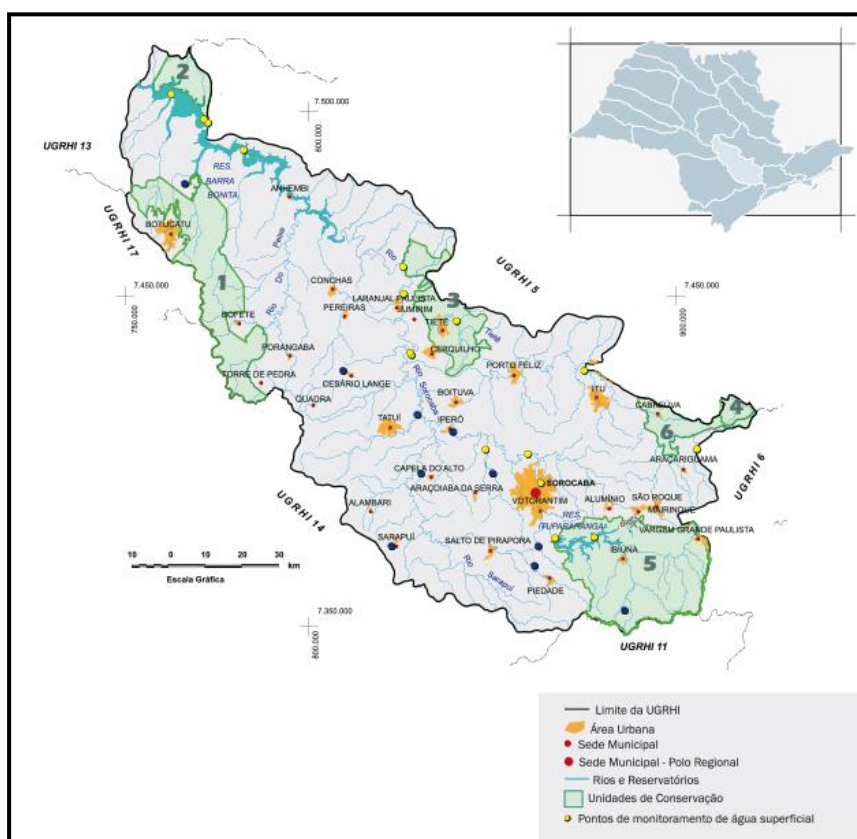 2
7.500.000
600.000
UGRHI 13
RES.
BARRA
BONITA
ANHEMBI
UGRHI 17
BOTUCATU
Peixe
Do
Rio
Rio
UGRHI 5
7.450.000
750.000
7.450.000
900.000
1
CONCHAS
3
LARANJAL PAULISTA
JUMIRIM
PEREIRAS
TIETÊ
Tietê
BOFETE
CERQUILHO
PORANGABA
PORTO FELIZ
TORRE DE PEDRA
CESÁRIO LANGE
Rio Sorocaba
ITU
QUADRA
BOITUVA
CABREÚVA
4
TATUÍ
IPERÓ
6
ARAÇARIGUAMA
UGRHI 6
CAPELA DO ALTO
SOROCABA
ARAÇOIABA DA SERRA
VOTORANTIM
ALUMÍNIO
SÃO ROQUE
UGRHI 14
ALAMBARI
RES.
MAIRINQUE
TUPARARANGA
VARGEM GRANDE PAULISTA
SARAPUÍ
SALTO DE PIRAPORA
IBIÚNA
5
10 0 10 20 30
km
Escala Gráfica
Rio
Sarapuí
PIEDADE
7.350.000
800.000
UGRHI 11
Limite da UGRHI
Área Urbana
Sede Municipal
Sede Municipal - Polo Regional
Rios e Reservatórios
Unidades de Conservação
Pontos de monitoramento de água superficial